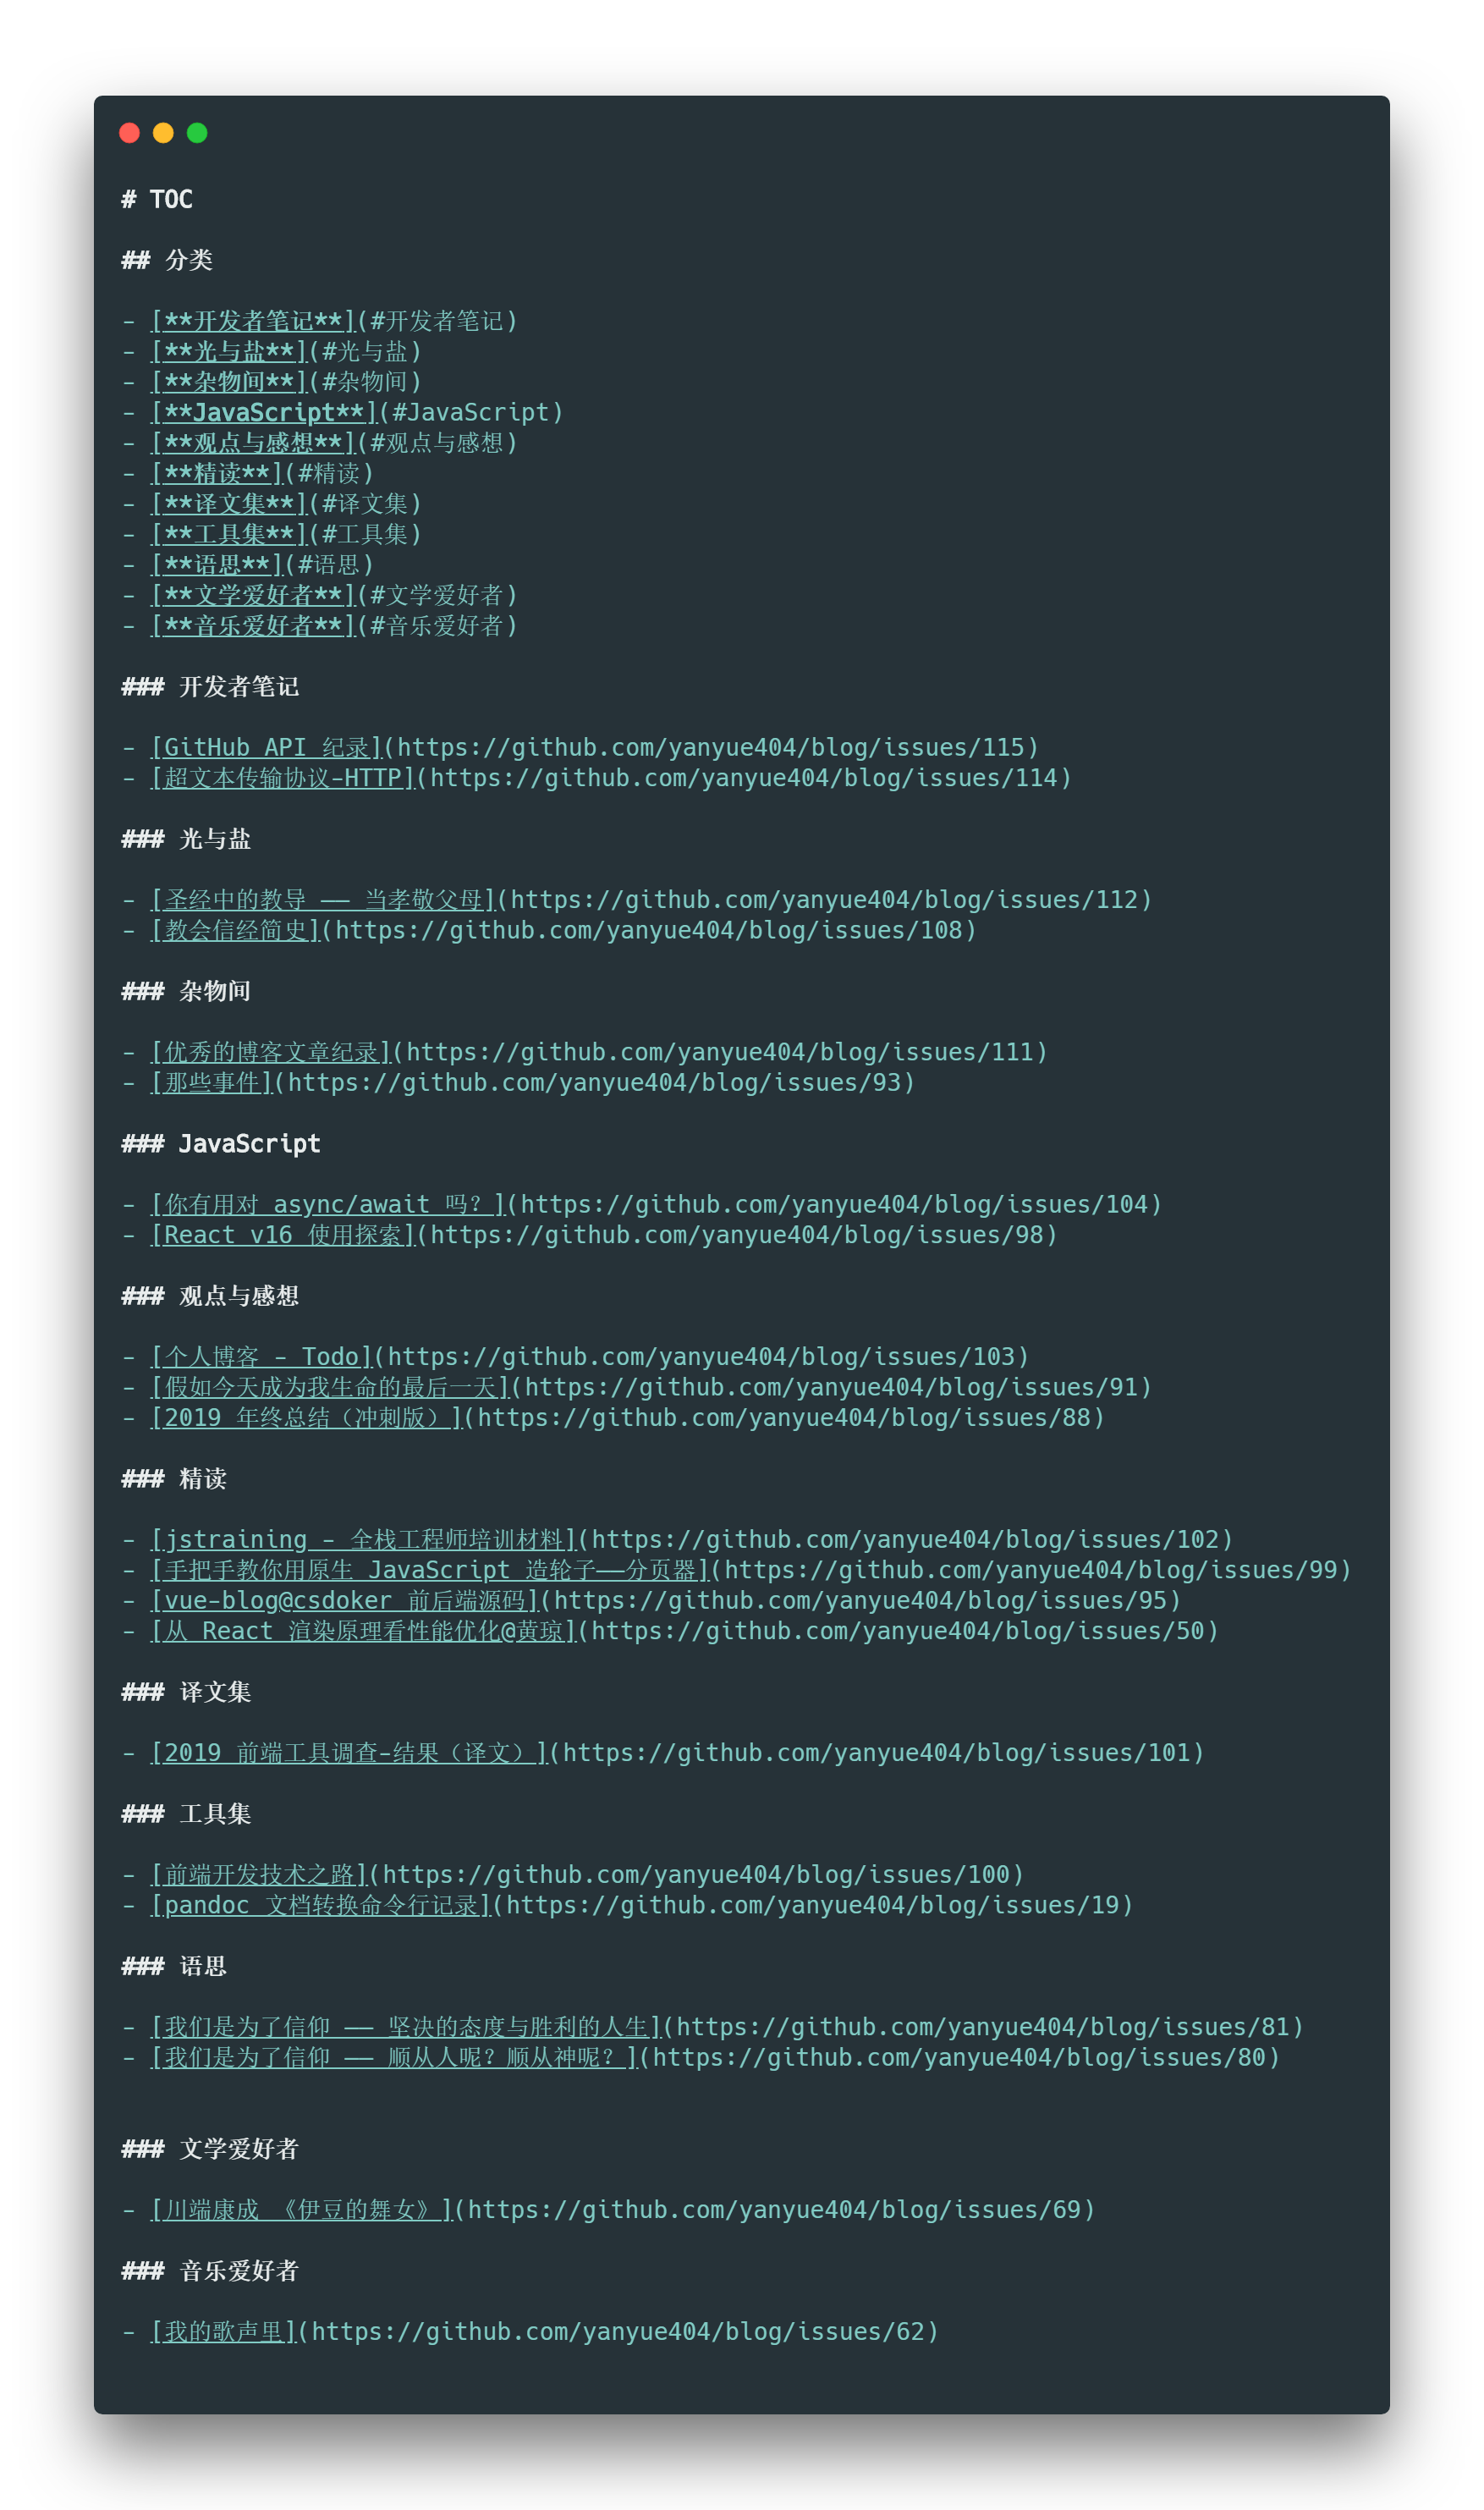 # TOC
## 分类
- [**开发者笔记**](#开发者笔记)
- [**光与盐**](#光与盐)
- [**杂物间**](#杂物间)
- [**JavaScript**](#JavaScript)
- [**观点与感想**](#观点与感想)
- [**精读**](#精读)
- [**译文集**](#译文集)
- [**工具集**](#工具集)
- [**语思**](#语思)
- [**文学爱好者**](#文学爱好者)
- [**音乐爱好者**](#音乐爱好者)
### 开发者笔记
- [GitHub API 纪录](https://github.com/yanyue404/blog/issues/115)
- [超文本传输协议-HTTP](https://github.com/yanyue404/blog/issues/114)
### 光与盐
- [圣经中的教导 —— 当孝敬父母](https://github.com/yanyue404/blog/issues/112)
- [教会信经简史](https://github.com/yanyue404/blog/issues/108)
### 杂物间
- [优秀的博客文章纪录](https://github.com/yanyue404/blog/issues/111)
- [那些事件](https://github.com/yanyue404/blog/issues/93)
### JavaScript
- [你有用对 async/await 吗？](https://github.com/yanyue404/blog/issues/104)
- [React v16 使用探索](https://github.com/yanyue404/blog/issues/98)
### 观点与感想
- [个人博客 - Todo](https://github.com/yanyue404/blog/issues/103)
- [假如今天成为我生命的最后一天](https://github.com/yanyue404/blog/issues/91)
- [2019 年终总结（冲刺版）](https://github.com/yanyue404/blog/issues/88)
### 精读
- [jstraining - 全栈工程师培训材料](https://github.com/yanyue404/blog/issues/102)
- [手把手教你用原生 JavaScript 造轮子——分页器](https://github.com/yanyue404/blog/issues/99)
- [vue-blog@csdoker 前后端源码](https://github.com/yanyue404/blog/issues/95)
- [从 React 渲染原理看性能优化@黄琼](https://github.com/yanyue404/blog/issues/50)
### 译文集
- [2019 前端工具调查-结果（译文）](https://github.com/yanyue404/blog/issues/101)
### 工具集
- [前端开发技术之路](https://github.com/yanyue404/blog/issues/100)
- [pandoc 文档转换命令行记录](https://github.com/yanyue404/blog/issues/19)
### 语思
- [我们是为了信仰 —— 坚决的态度与胜利的人生](https://github.com/yanyue404/blog/issues/81)
- [我们是为了信仰 —— 顺从人呢？顺从神呢？](https://github.com/yanyue404/blog/issues/80)
### 文学爱好者
- [川端康成 《伊豆的舞女》](https://github.com/yanyue404/blog/issues/69)
### 音乐爱好者
- [我的歌声里](https://github.com/yanyue404/blog/issues/62)